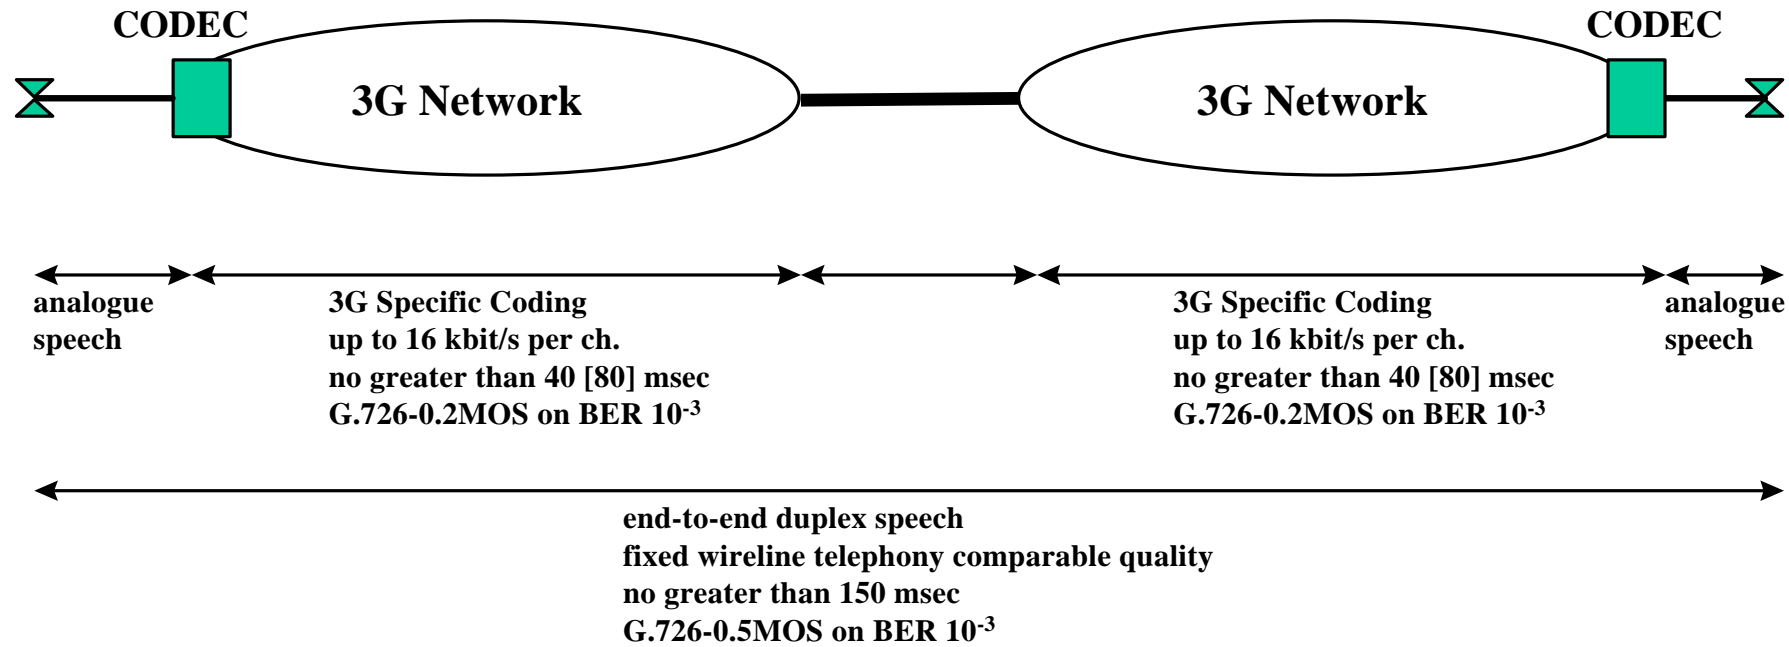 CODEC
CODEC
3G Network
3G Network
analogue
speech
3G Specific Coding
up to 16 kbit/s per ch.
no greater than 40 [80] msec
G.726-0.2MOS on BER 10⁻³
3G Specific Coding
up to 16 kbit/s per ch.
no greater than 40 [80] msec
G.726-0.2MOS on BER 10⁻³
analogue
speech
end-to-end duplex speech
fixed wireline telephony comparable quality
no greater than 150 msec
G.726-0.5MOS on BER 10⁻³